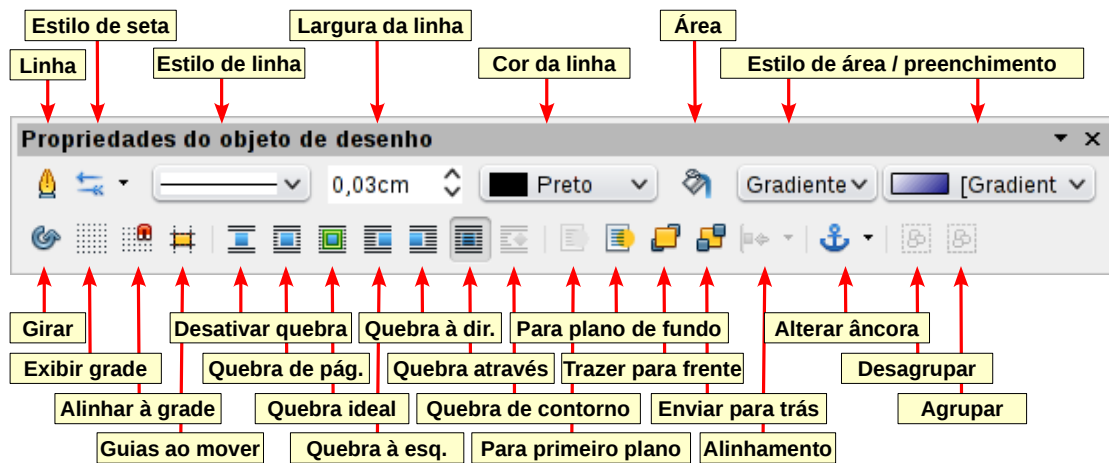 Estilo de seta
Largura da linha
Área
Linha
Estilo de linha
Cor da linha
Estilo de área / preenchimento
Propriedades do objeto de desenho
0,03cm
Preto
Gradiente
[Gradient
Girar
Desativar quebra
Quebra à dir.
Para plano de fundo
Alterar âncora
Exibir grade
Quebra de pág.
Quebra através
Trazer para frente
Desagrupar
Alinhar à grade
Quebra ideal
Quebra de contorno
Enviar para trás
Agrupar
Guias ao mover
Quebra à esq.
Para primeiro plano
Alinhamento